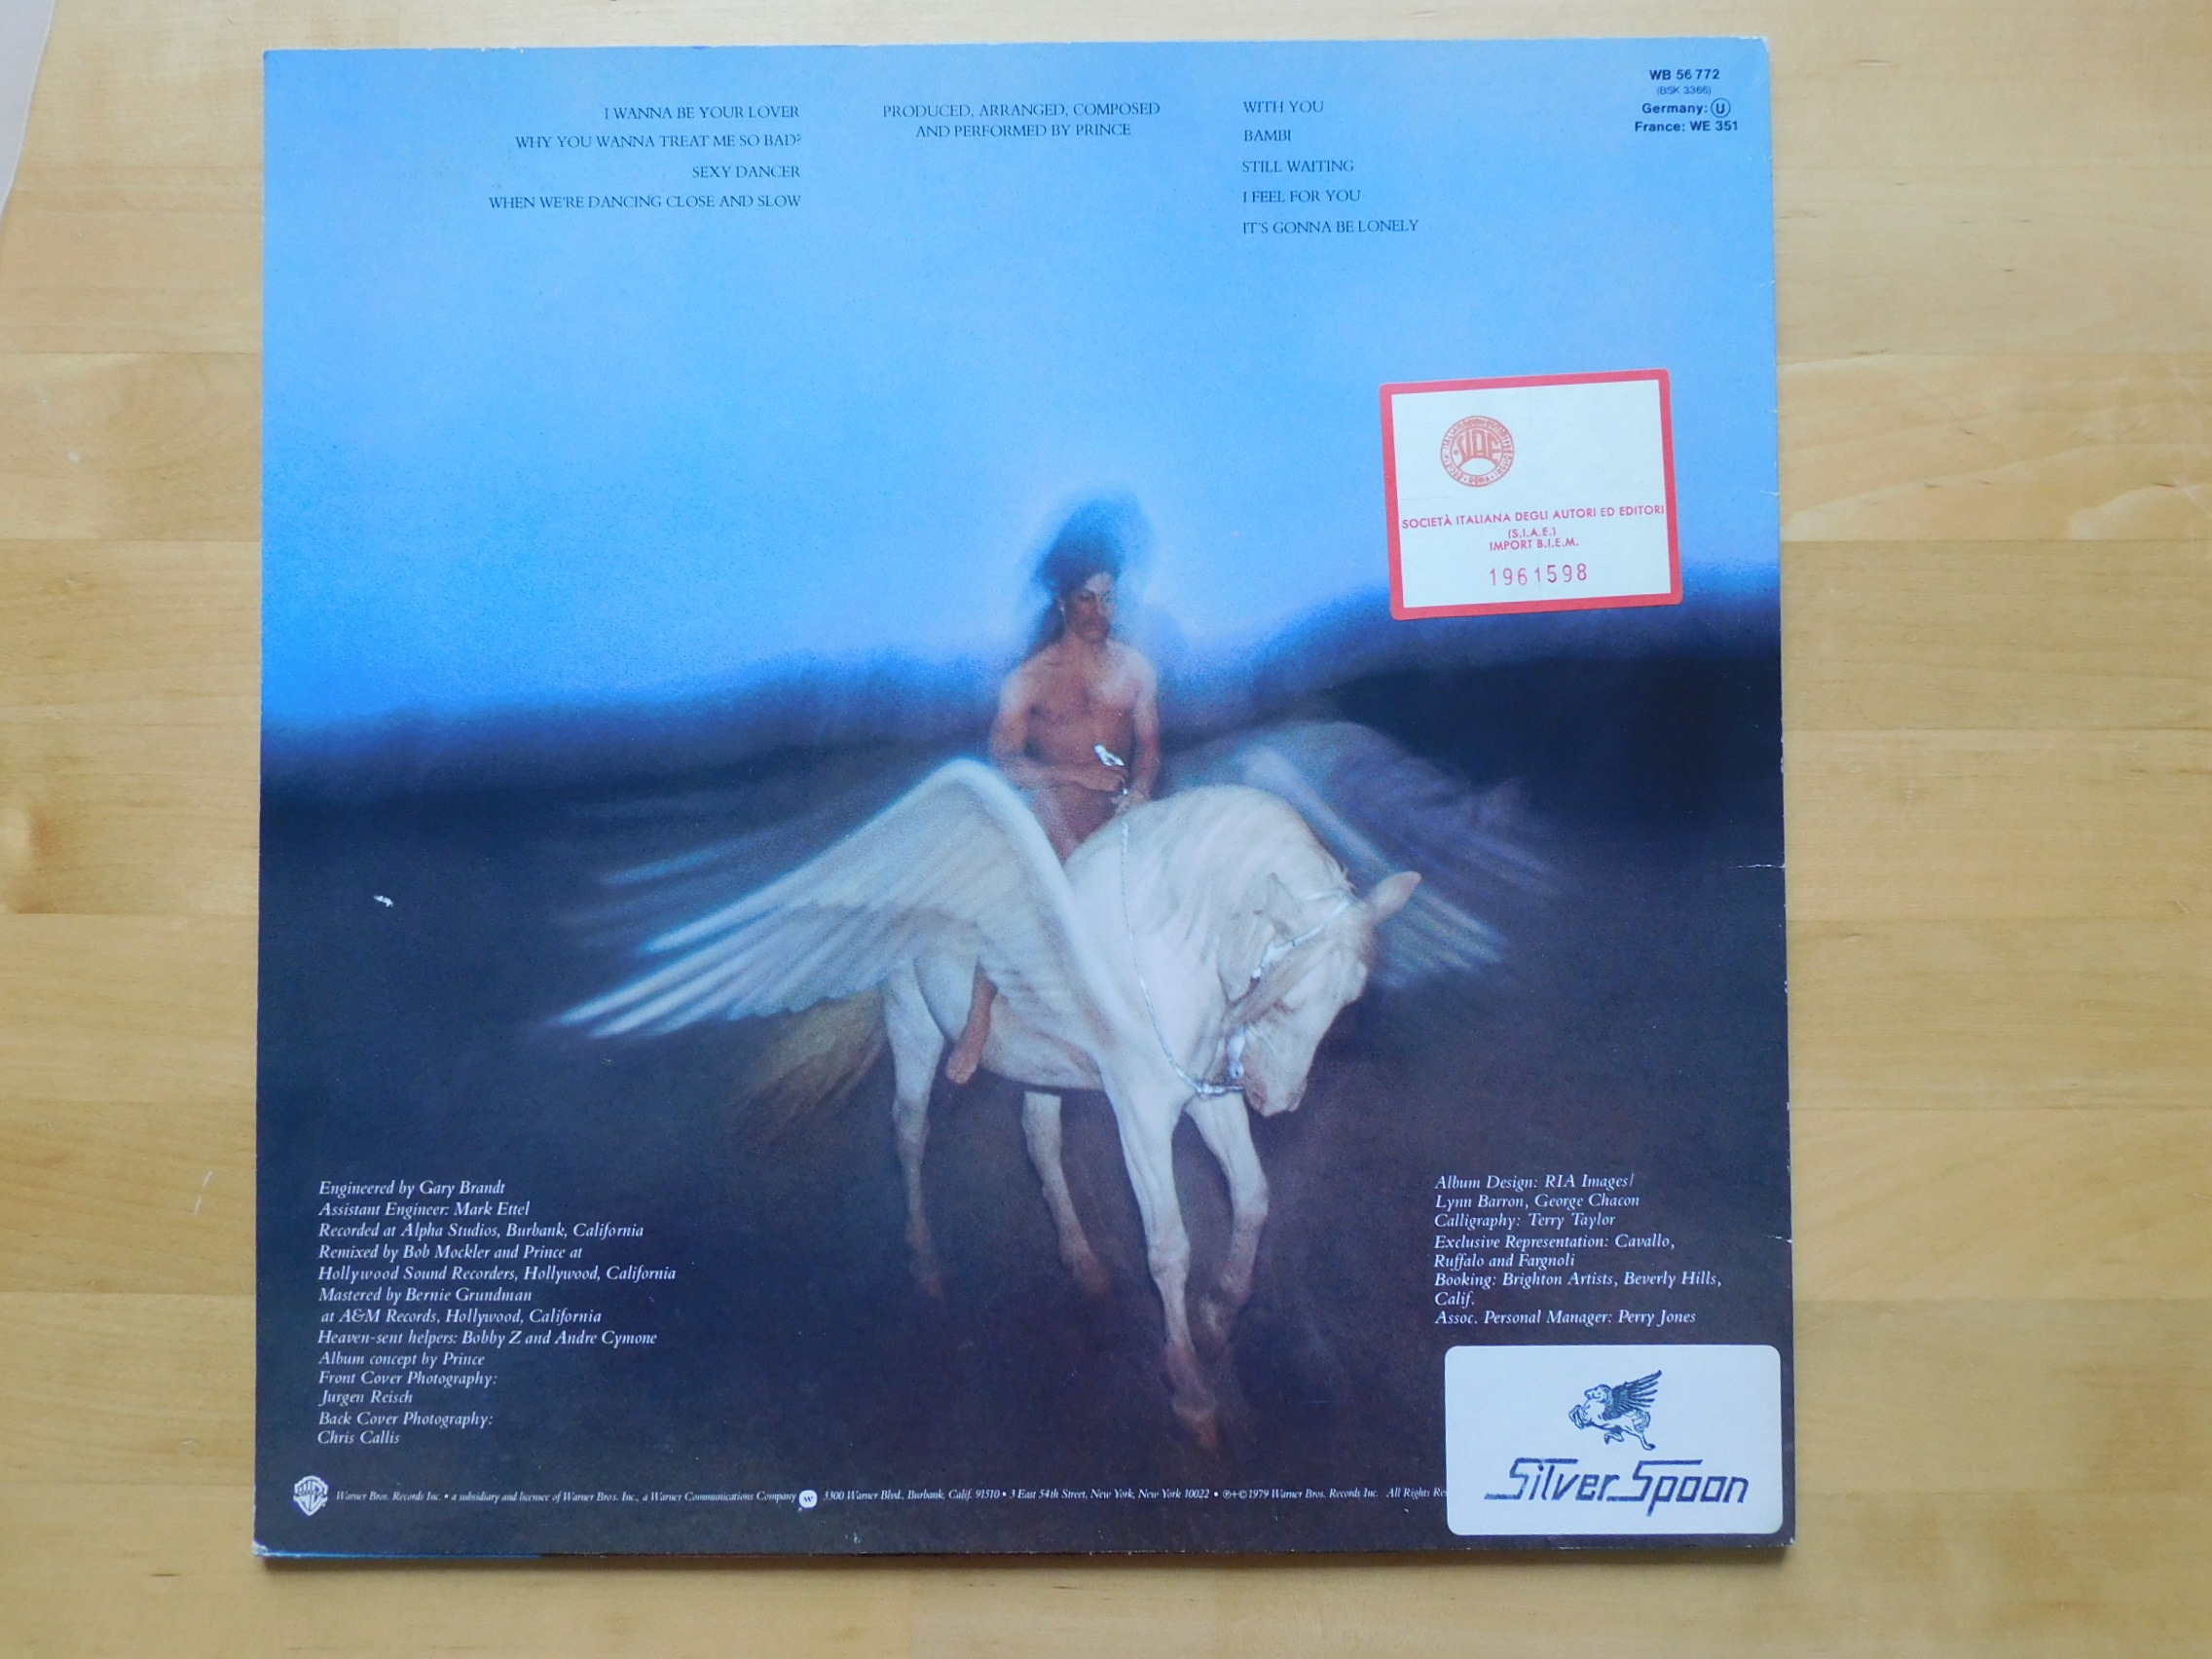 I WANNA BE YOUR LOVER
WHY YOU WANNA TREAT ME SO BAD?
SEXY DANCER
WHEN WE'RE DANCING CLOSE AND SLOW
PRODUCED, ARRANGED, COMPOSED
AND PERFORMED BY PRINCE
WITH YOU
BAMBI
STILL WAITING
I FEEL FOR YOU
IT'S GONNA BE LONELY
WB 56 772
(BSK 3366)
Germany: U
France: WE 351
SOCIETÀ ITALIANA DEGLI AUTORI ED EDITORI
(S.I.A.E.)
IMPORT B.I.E.M.
1961598
Engineered by Gary Brandt
Assistant Engineer: Mark Ettel
Recorded at Alpha Studios, Burbank, California
Remixed by Bob Mockler and Prince at
Hollywood Sound Recorders, Hollywood, California
Mastered by Bernie Grundman
at A&M Records, Hollywood, California
Heaven-sent helpers: Bobby Z and Andre Cymone
Album concept by Prince
Front Cover Photography:
Jurgen Reisch
Back Cover Photography:
Chris Callis
Album Design: RIA Images/
Lynn Barron, George Chacon
Calligraphy: Terry Taylor
Exclusive Representation: Cavallo,
Ruffalo and Fargnoli
Booking: Brighton Artists, Beverly Hills,
Calif.
Assoc. Personal Manager: Perry Jones
Silver Spoon
Warner Bros. Records Inc. • a subsidiary and licensee of Warner Bros. Inc., a Warner Communications Company 3300 Warner Blvd., Burbank, Calif. 91510 • 3 East 54th Street, New York, New York 10022 • ℗+© 1979 Warner Bros. Records Inc. All Rights Re